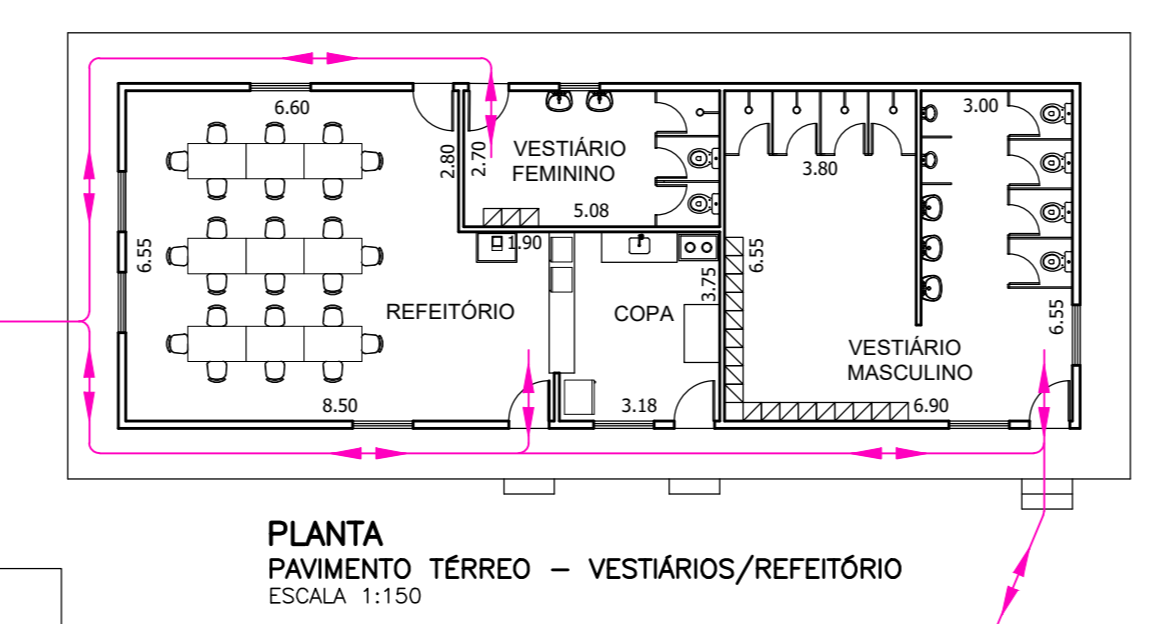 6.60
3.00
2.80
2.70
VESTIÁRIO
FEMININO
3.80
5.08
1.90
6.55
6.55
3.75
REFEITÓRIO
COPA
6.55
VESTIÁRIO
MASCULINO
8.50
3.18
6.90
PLANTA
PAVIMENTO TÉRREO – VESTIÁRIOS/REFEITÓRIO
ESCALA 1:150